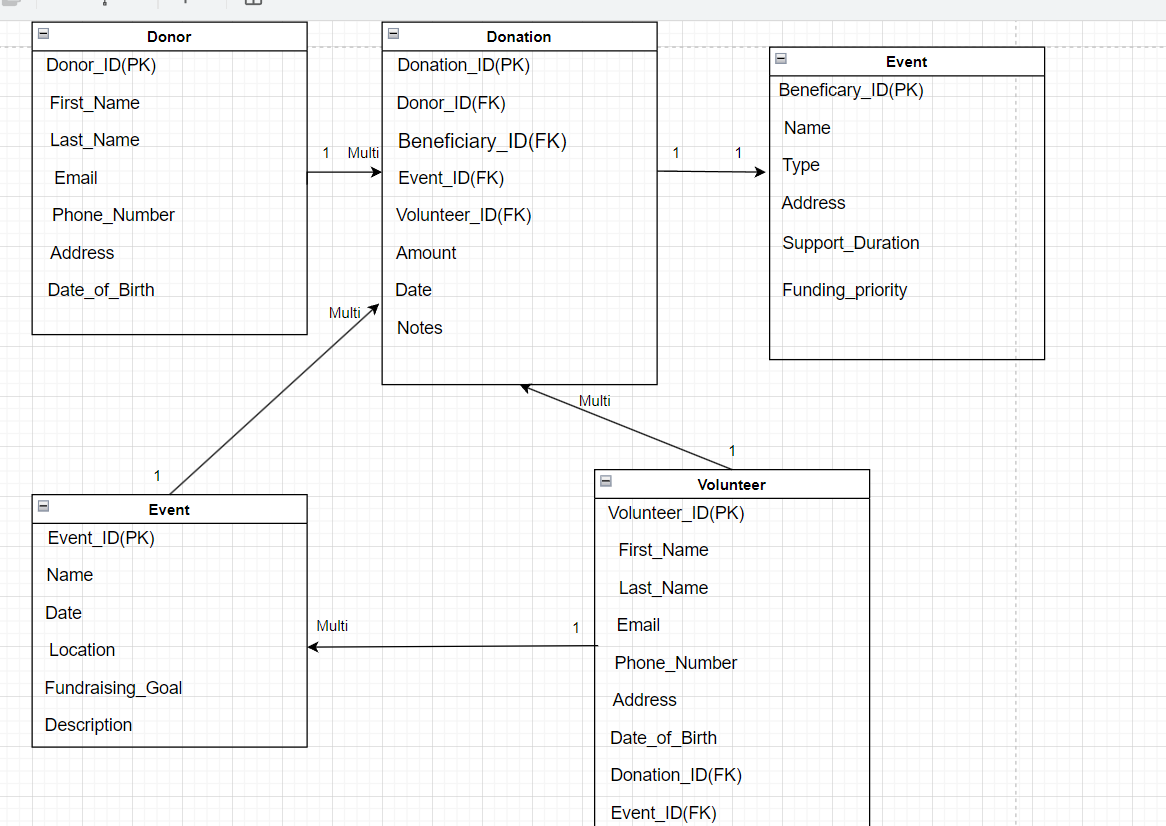 Donor
Donor_ID(PK)
First_Name
Last_Name
Email
Phone_Number
Address
Date_of_Birth
1
Multi
Donation
Donation_ID(PK)
Donor_ID(FK)
Beneficiary_ID(FK)
Event_ID(FK)
Volunteer_ID(FK)
Amount
Date
Notes
1
1
Event
Beneficary_ID(PK)
Name
Type
Address
Support_Duration
Funding_priority
Multi
1
Multi
1
Event
Event_ID(PK)
Name
Date
Location
Fundraising_Goal
Description
Multi
1
Volunteer
Volunteer_ID(PK)
First_Name
Last_Name
Email
Phone_Number
Address
Date_of_Birth
Donation_ID(FK)
Event_ID(FK)